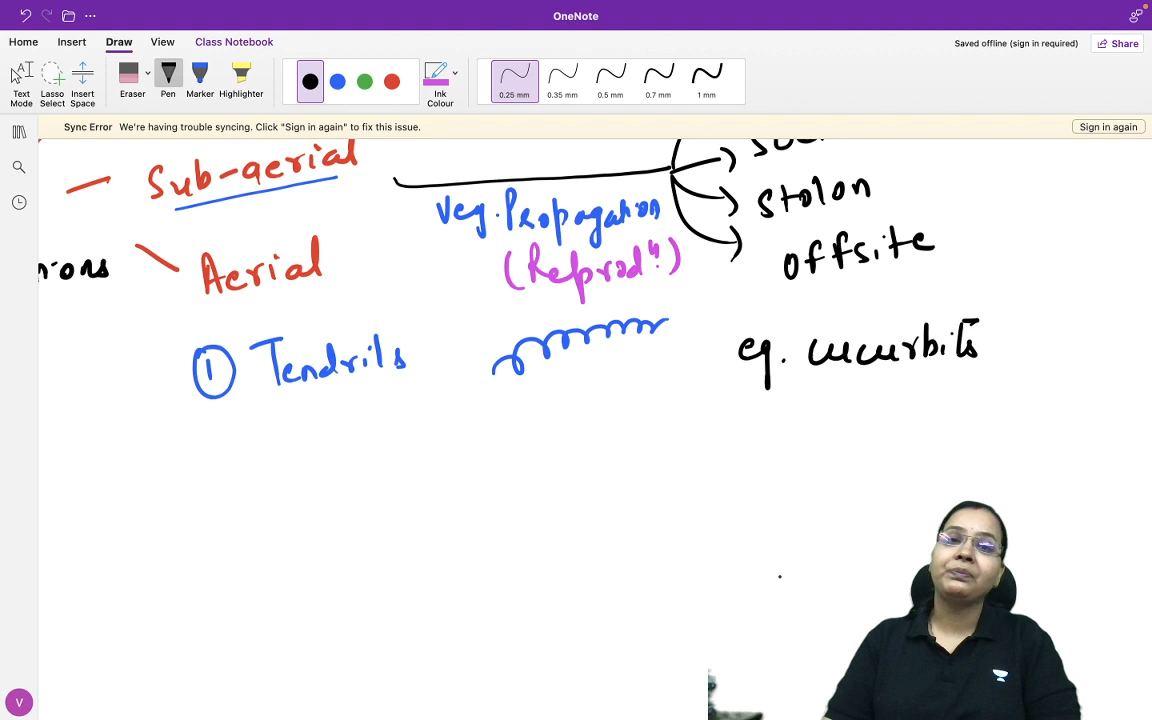 OneNote
Home Insert Draw View Class Notebook
Saved offline (sign in required) Share
Text Mode
Lasso Select
Insert Space
Eraser
Pen
Marker
Highlighter
Ink Colour
0.25 mm 0.35 mm 0.5 mm 0.7 mm 1 mm
Sync Error We're having trouble syncing. Click "Sign in again" to fix this issue. Sign in again
Sub-aerial
Veg. Propagation
(Reprodⁿ)
Stolon
offsite
Aerial
① Tendrils
eg. cucurbits
V